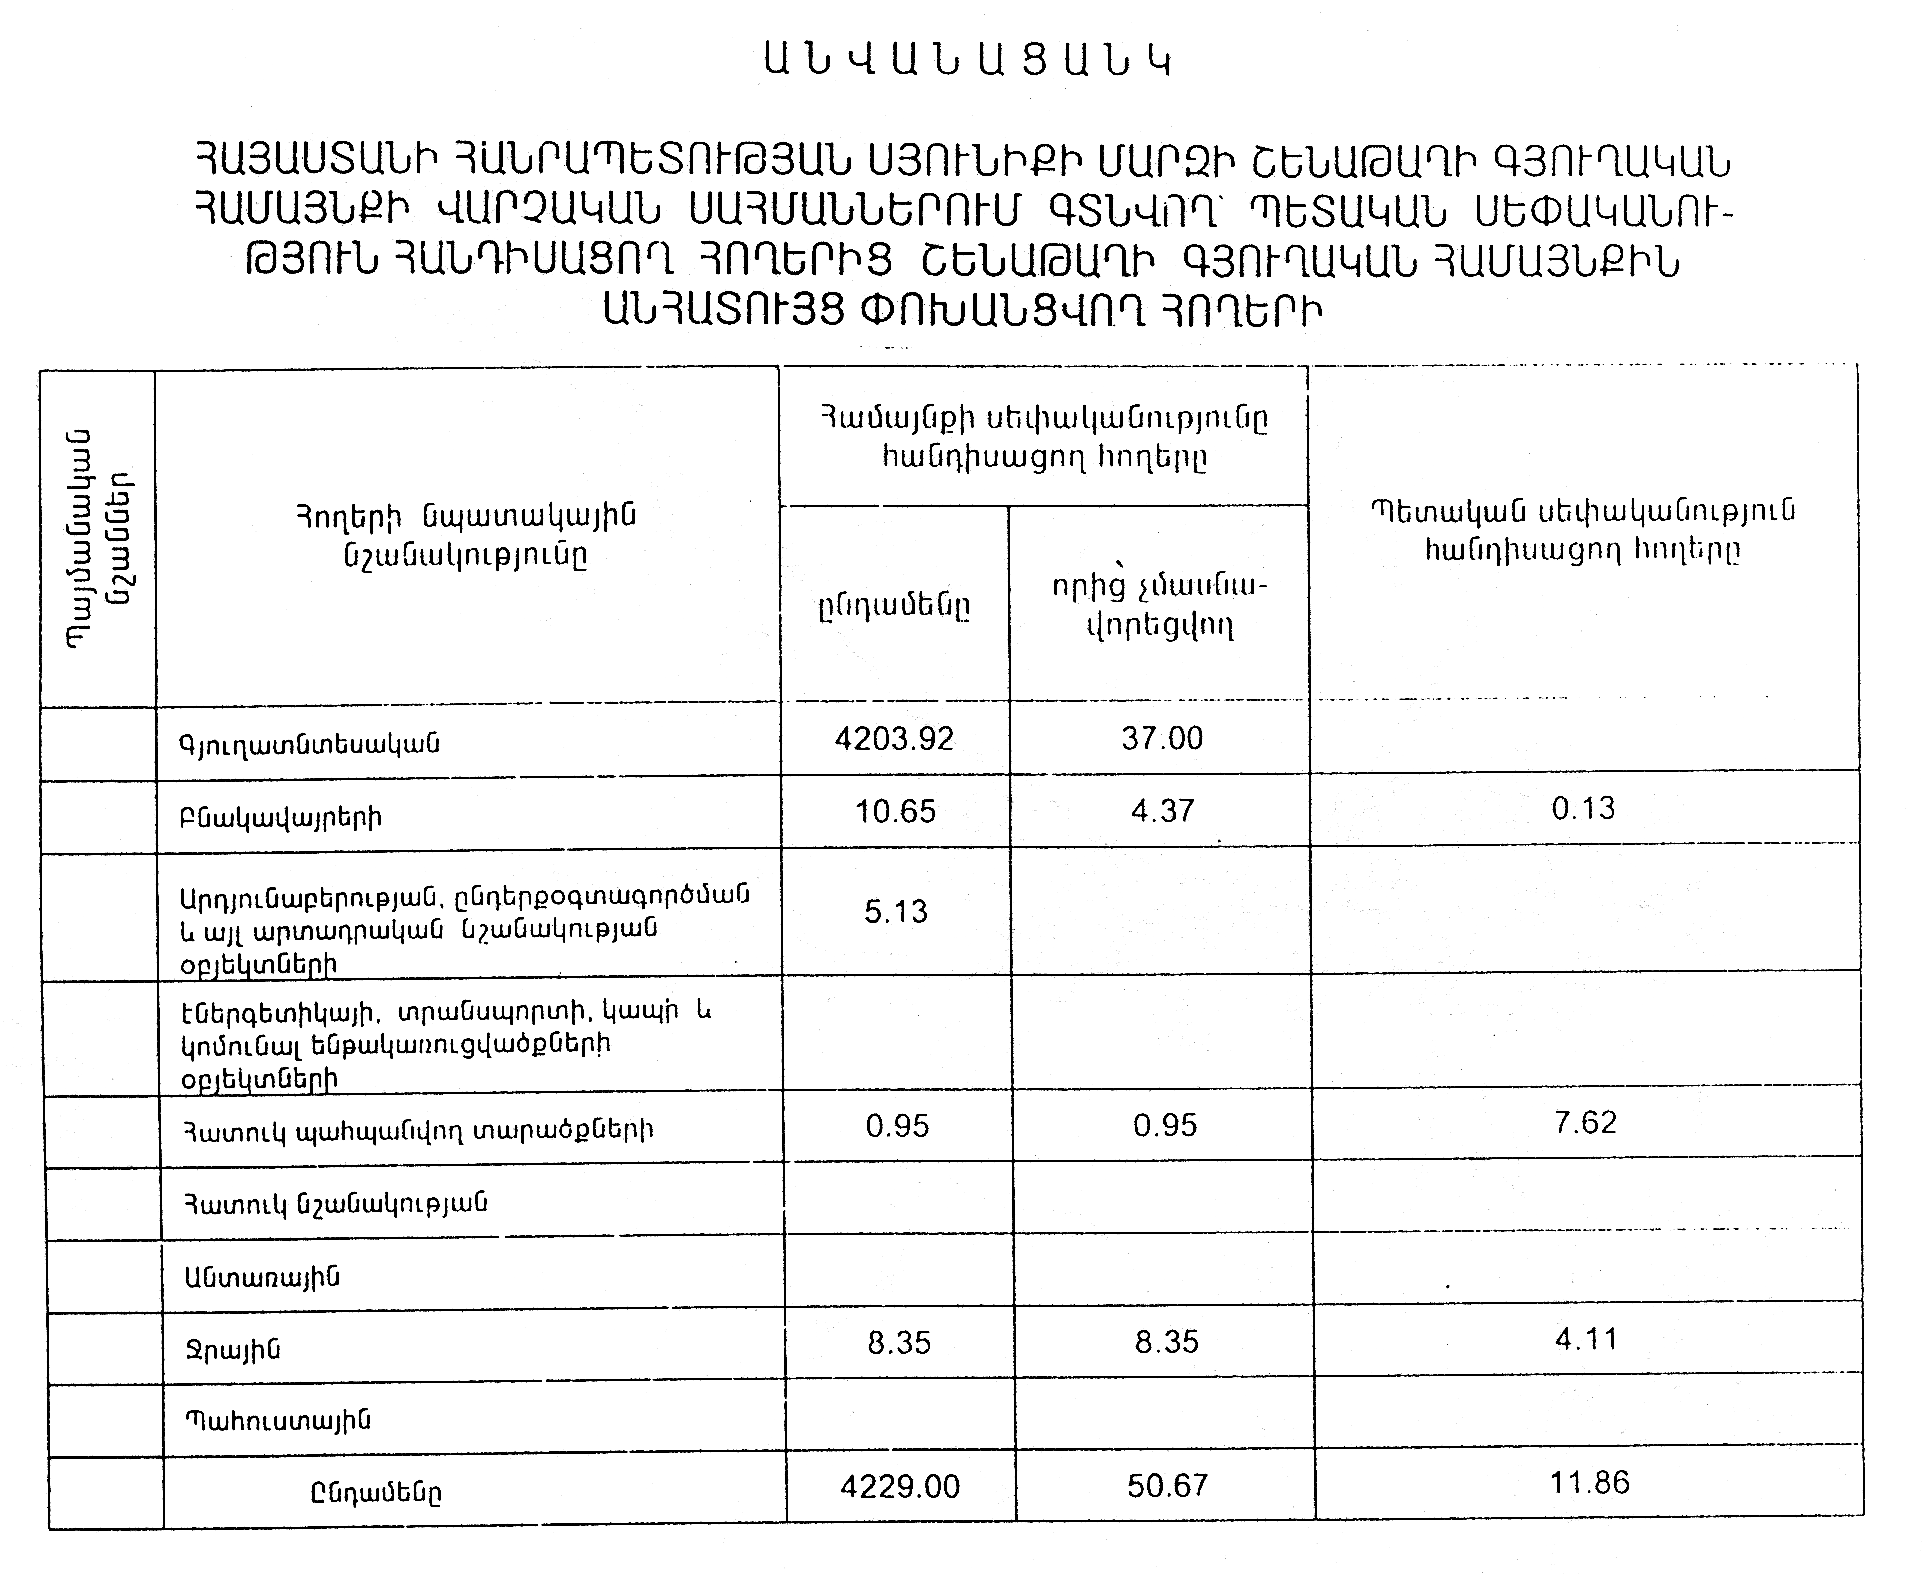 ԱՆՎԱՆԱՑԱՆԿ
ՀԱՅԱՍՏԱՆԻ ՀԱՆՐԱՊԵՏՈՒԹՅԱՆ ՍՅՈՒՆԻՔԻ ՄԱՐԶԻ ՇԵՆԱԹԱՂԻ ԳՅՈՒՂԱԿԱՆ
ՀԱՄԱՅՆՔԻ ՎԱՐՉԱԿԱՆ ՍԱՀՄԱՆՆԵՐՈՒՄ ԳՏՆՎՈՂ՝ ՊԵՏԱԿԱՆ ՍԵՓԱԿԱՆՈՒ-
ԹՅՈՒՆ ՀԱՆԴԻՍԱՑՈՂ ՀՈՂԵՐԻՑ ՇԵՆԱԹԱՂԻ ԳՅՈՒՂԱԿԱՆ ՀԱՄԱՅՆՔԻՆ
ԱՆՀԱՏՈՒՅՑ ՓՈԽԱՆՑՎՈՂ ՀՈՂԵՐԻ
Պայմանական
նշաններ
Հողերի նպատակային
նշանակությունը
Համայնքի սեփականությունը
հանդիսացող հողերը
ընդամենը
որից՝ չմասնա-
վորեցվող
Պետական սեփականություն
հանդիսացող հողերը
Գյուղատնտեսական 4203.92 37.00
Բնակավայրերի 10.65 4.37 0.13
Արդյունաբերության, ընդերքօգտագործման
և այլ արտադրական նշանակության
օբյեկտների
5.13
Էներգետիկայի, տրանսպորտի, կապի և
կոմունալ ենթակառուցվածքների
օբյեկտների
Հատուկ պահպանվող տարածքների 0.95 0.95 7.62
Հատուկ նշանակության
Անտառային
Ջրային 8.35 8.35 4.11
Պահուստային
Ընդամենը 4229.00 50.67 11.86